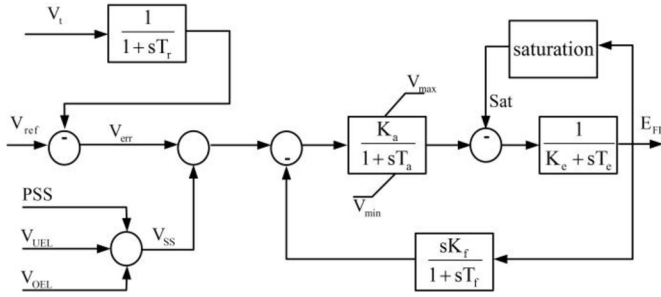 V_t
1
1 + sT_r
saturation
V_max
Sat
V_ref
-
V_err
-
K_a
1 + sT_a
-
1
K_e + sT_e
PSS
V_min
V_UEL
V_SS
V_OEL
sK_f
1 + sT_f